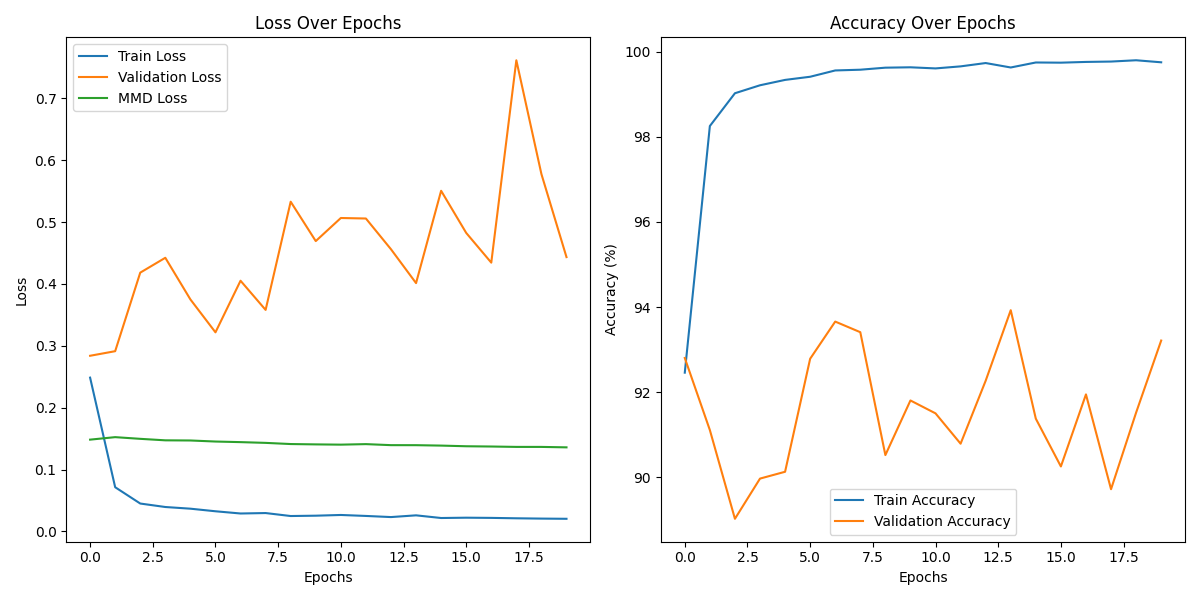 Loss Over Epochs
Train Loss
Validation Loss
MMD Loss
Loss
0.7
0.6
0.5
0.4
0.3
0.2
0.1
0.0
0.0 2.5 5.0 7.5 10.0 12.5 15.0 17.5
Epochs
Accuracy Over Epochs
Accuracy (%)
100
98
96
94
92
90
Train Accuracy
Validation Accuracy
0.0 2.5 5.0 7.5 10.0 12.5 15.0 17.5
Epochs